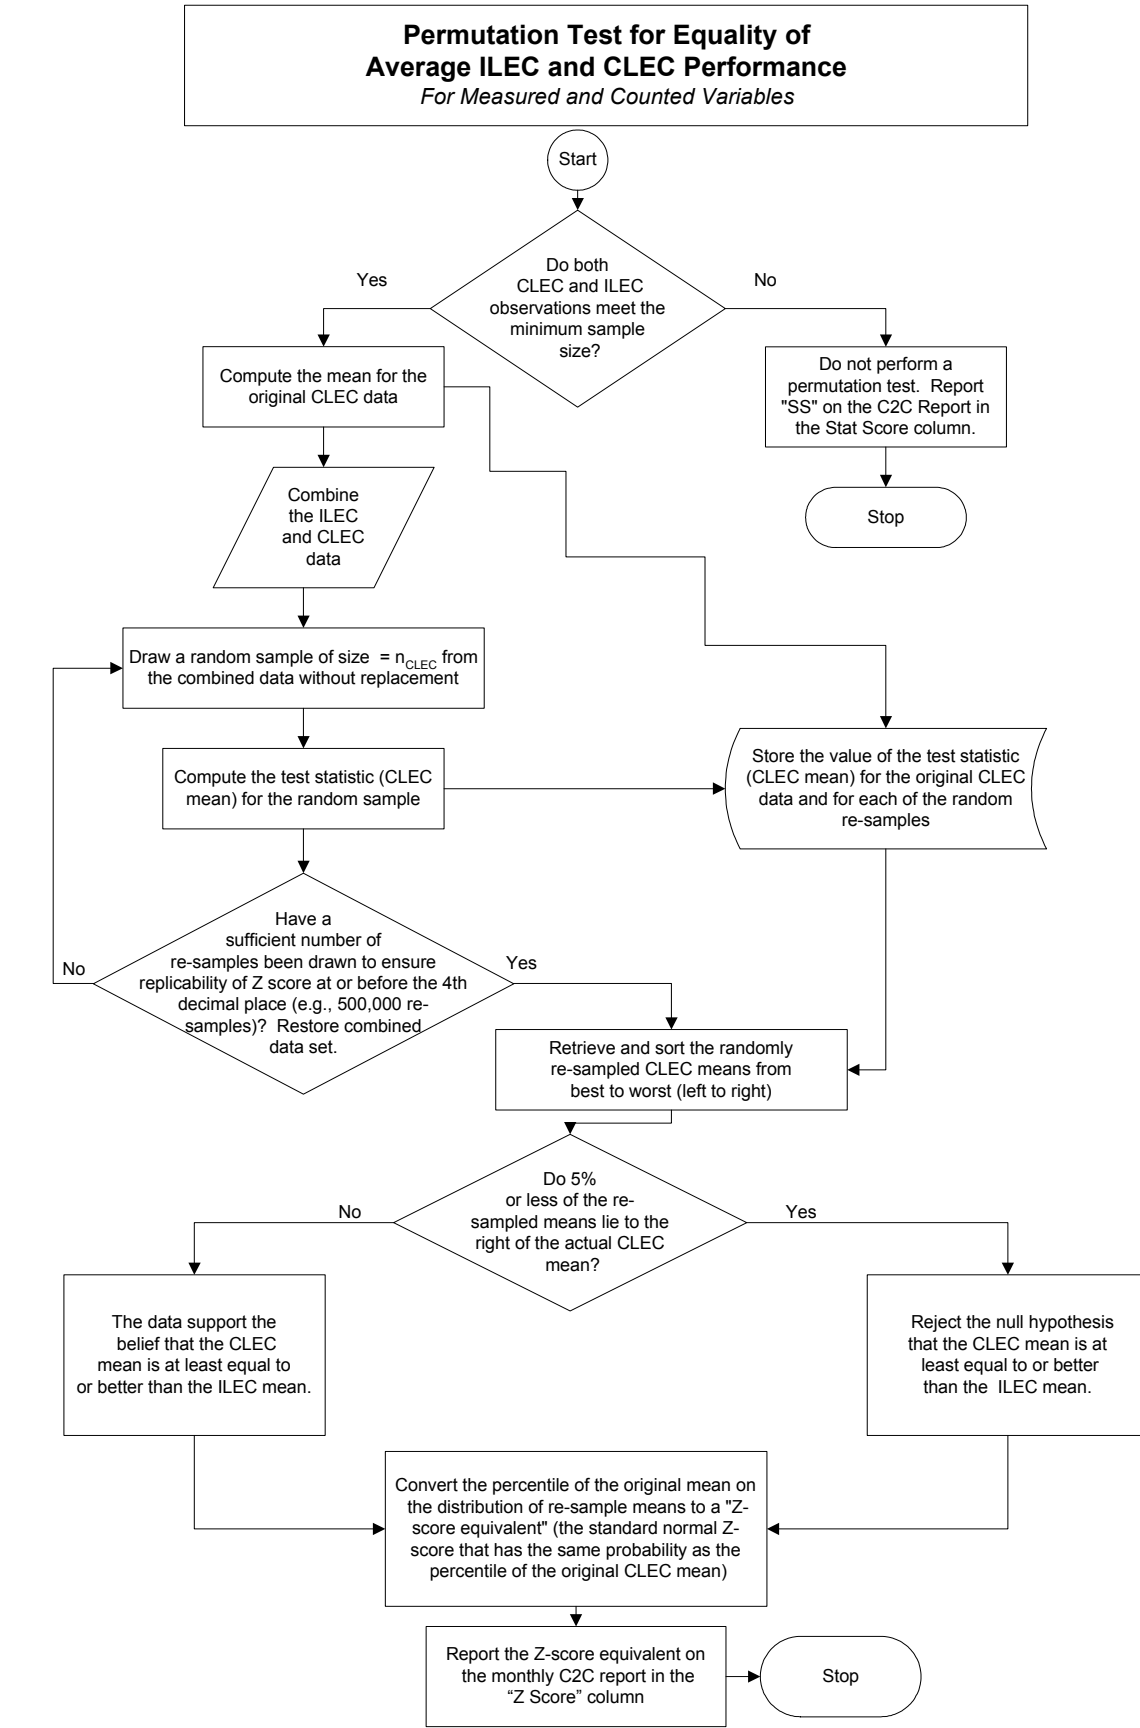 Permutation Test for Equality of
Average ILEC and CLEC Performance
For Measured and Counted Variables
Start
Do both
CLEC and ILEC
observations meet the
minimum sample
size?
Yes
No
Compute the mean for the
original CLEC data
Do not perform a
permutation test. Report
"SS" on the C2C Report in
the Stat Score column.
Combine
the ILEC
and CLEC
data
Stop
Draw a random sample of size = nCLEC from
the combined data without replacement
Compute the test statistic (CLEC
mean) for the random sample
Store the value of the test statistic
(CLEC mean) for the original CLEC
data and for each of the random
re-samples
Have a
sufficient number of
re-samples been drawn to ensure
replicability of Z score at or before the 4th
decimal place (e.g., 500,000 re-
samples)? Restore combined
data set.
No
Yes
Retrieve and sort the randomly
re-sampled CLEC means from
best to worst (left to right)
Do 5%
or less of the re-
sampled means lie to the
right of the actual CLEC
mean?
No
Yes
The data support the
belief that the CLEC
mean is at least equal to
or better than the ILEC mean.
Reject the null hypothesis
that the CLEC mean is at
least equal to or better
than the ILEC mean.
Convert the percentile of the original mean on
the distribution of re-sample means to a "Z-
score equivalent" (the standard normal Z-
score that has the same probability as the
percentile of the original CLEC mean)
Report the Z-score equivalent on
the monthly C2C report in the
“Z Score” column
Stop